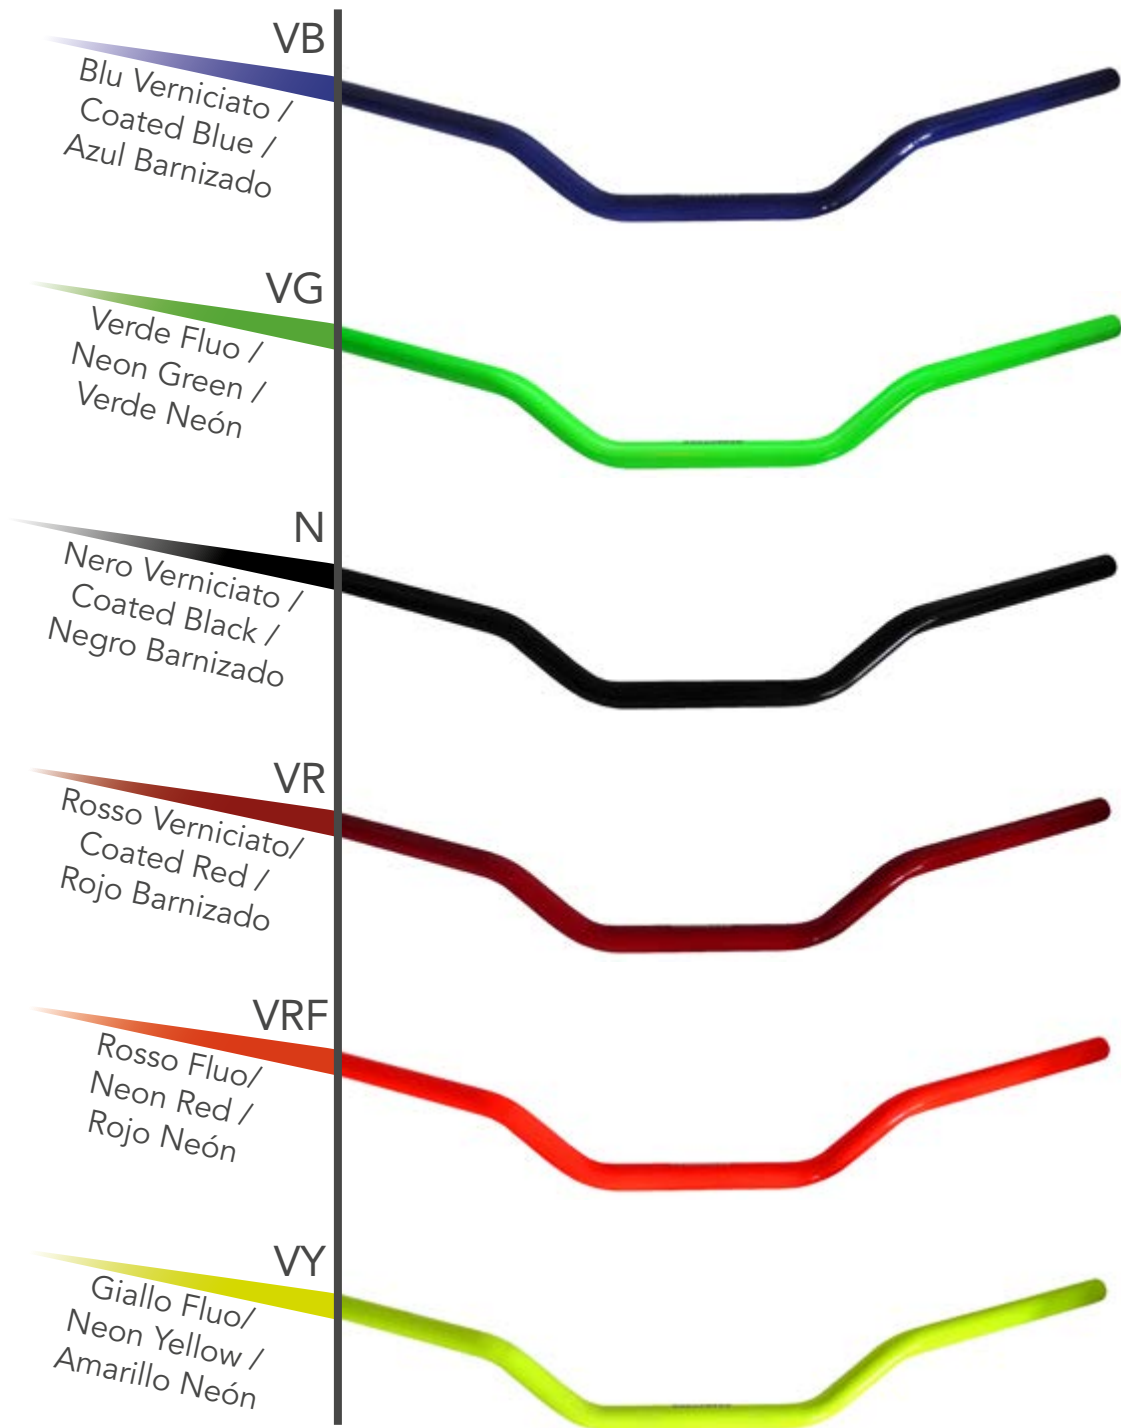 VB
Blu Verniciato /
Coated Blue /
Azul Barnizado
VG
Verde Fluo /
Neon Green /
Verde Neón
N
Nero Verniciato /
Coated Black /
Negro Barnizado
VR
Rosso Verniciato/
Coated Red /
Rojo Barnizado
VRF
Rosso Fluo/
Neon Red /
Rojo Neón
VY
Giallo Fluo/
Neon Yellow /
Amarillo Neón